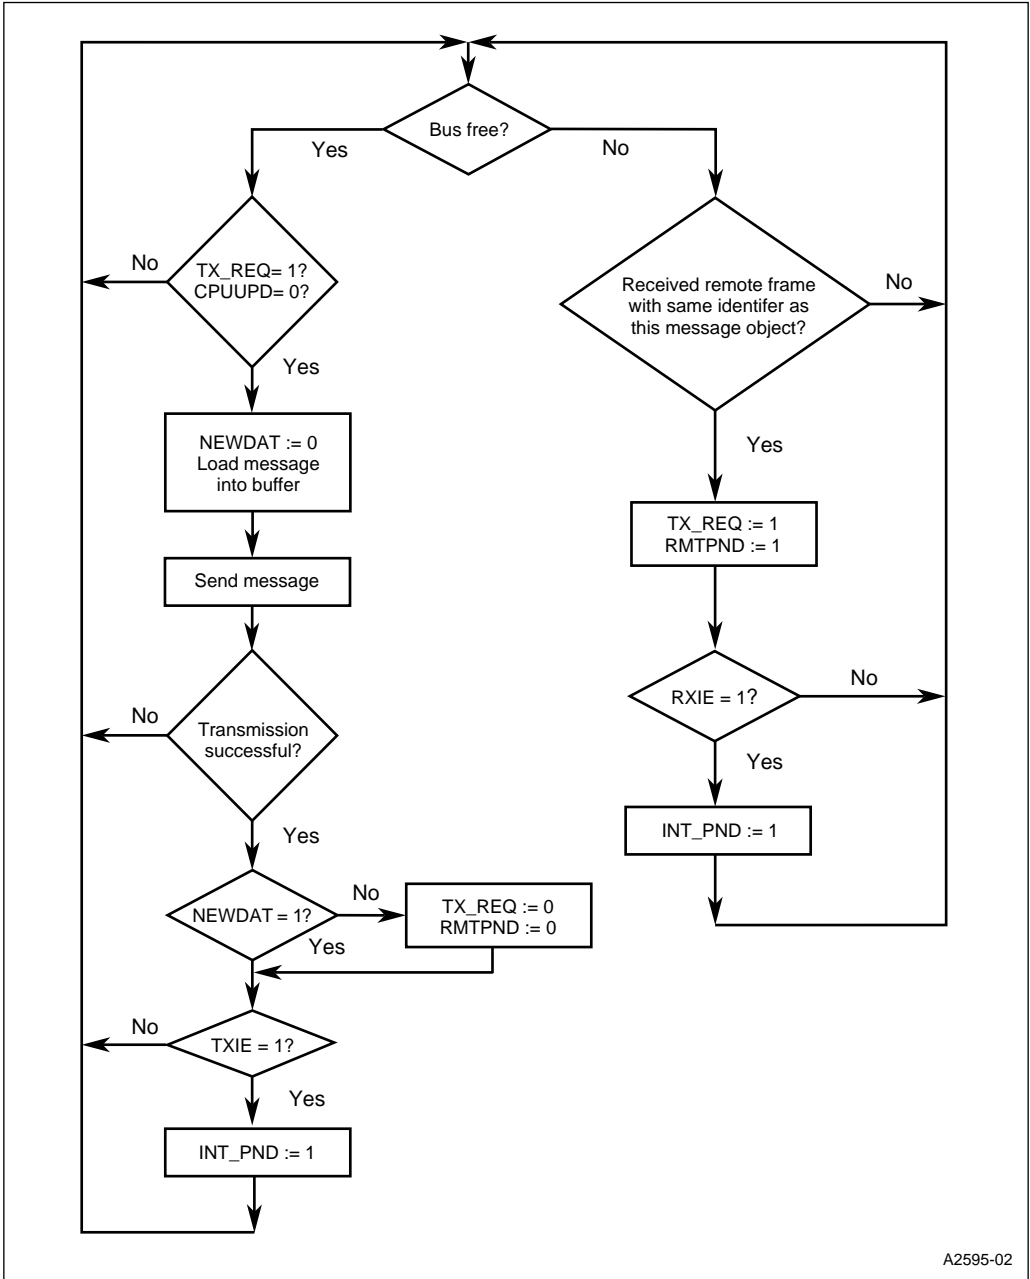 Bus free?
Yes
No
TX_REQ= 1?
CPUUPD= 0?
No
Yes
NEWDAT := 0
Load message
into buffer
Send message
Transmission
successful?
No
Yes
NEWDAT = 1?
No
Yes
TX_REQ := 0
RMTPND := 0
TXIE = 1?
No
Yes
INT_PND := 1
Received remote frame
with same identifer as
this message object?
No
Yes
TX_REQ := 1
RMTPND := 1
RXIE = 1?
No
Yes
INT_PND := 1
A2595-02